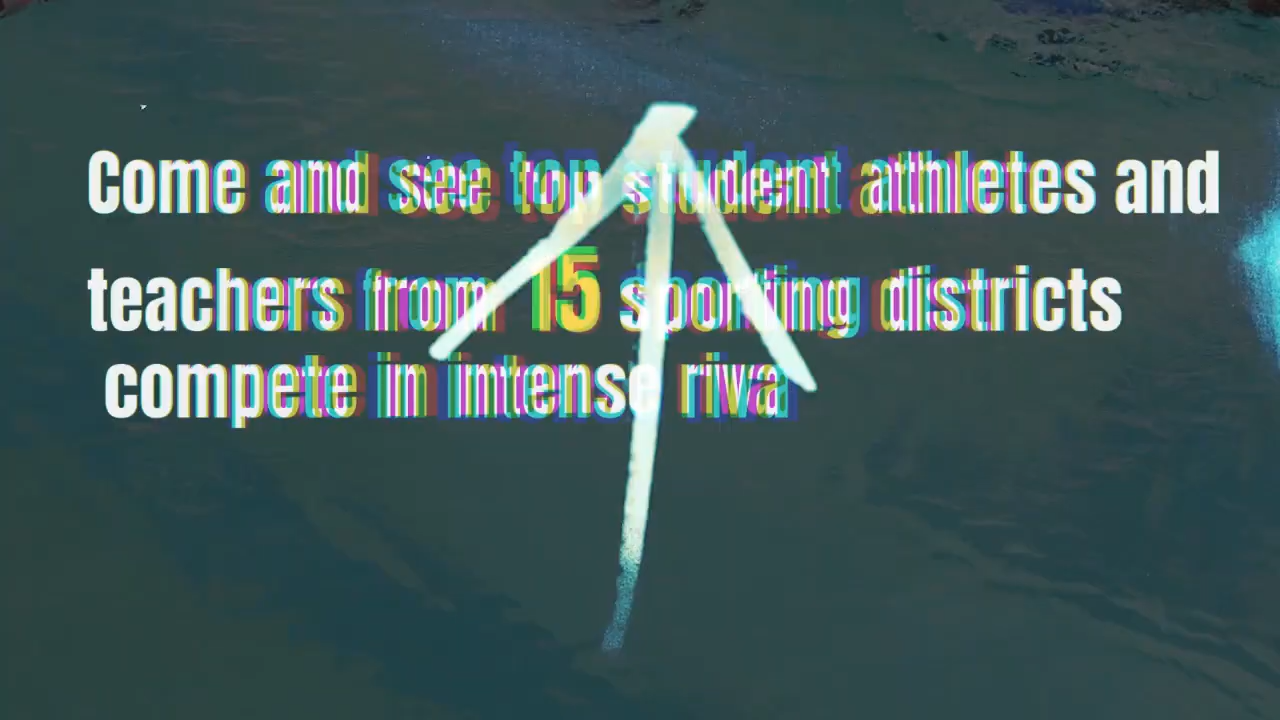 Come and see top student athletes and
teachers from 15 sporting districts
compete in intense riva